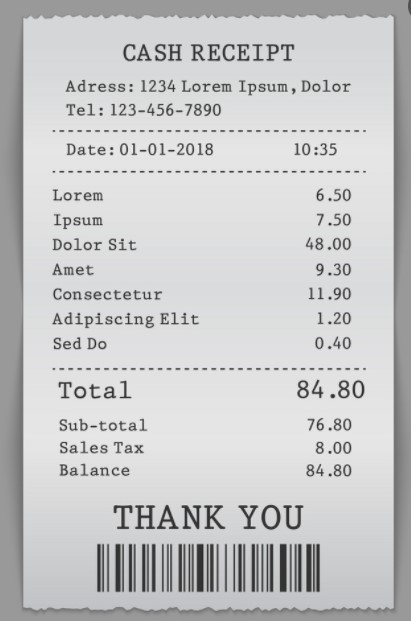 CASH RECEIPT
Adress: 1234 Lorem Ipsum, Dolor
Tel: 123-456-7890
Date: 01-01-2018 10:35
Lorem 6.50
Ipsum 7.50
Dolor Sit 48.00
Amet 9.30
Consectetur 11.90
Adipiscing Elit 1.20
Sed Do 0.40
Total 84.80
Sub-total 76.80
Sales Tax 8.00
Balance 84.80
THANK YOU